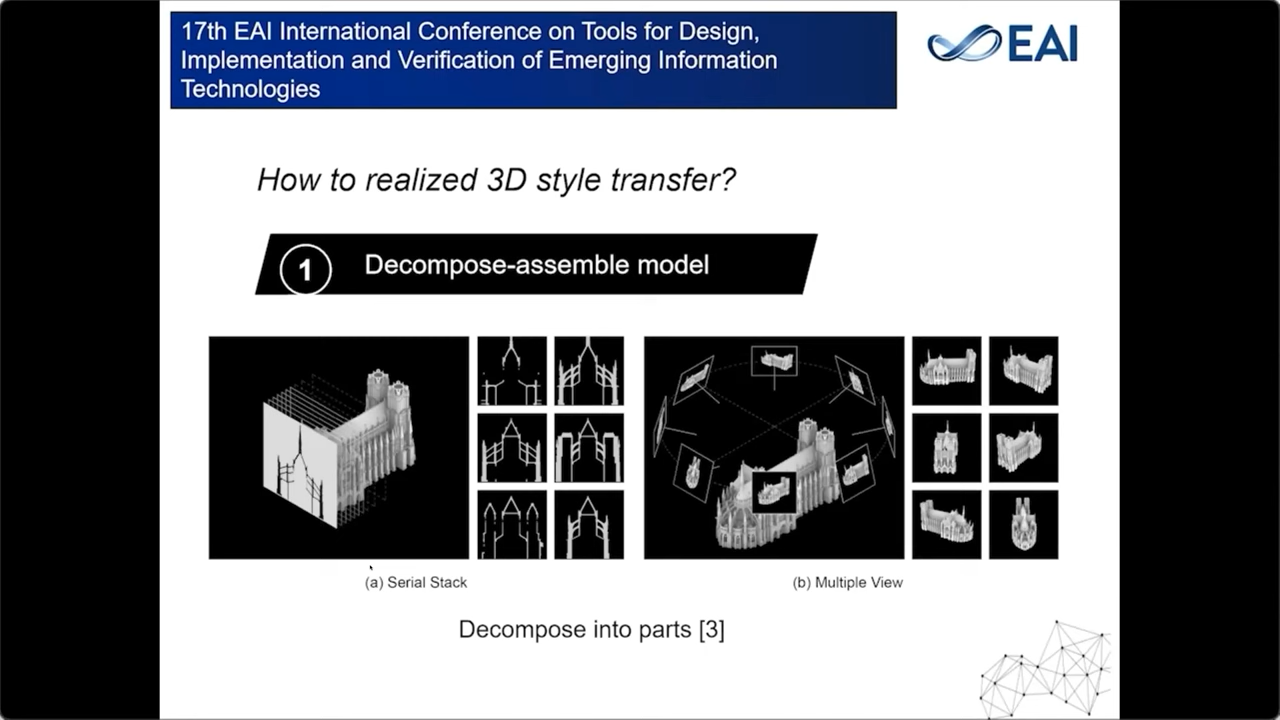 17th EAI International Conference on Tools for Design,
Implementation and Verification of Emerging Information
Technologies
EAI
How to realized 3D style transfer?
1
Decompose-assemble model
(a) Serial Stack
(b) Multiple View
Decompose into parts [3]